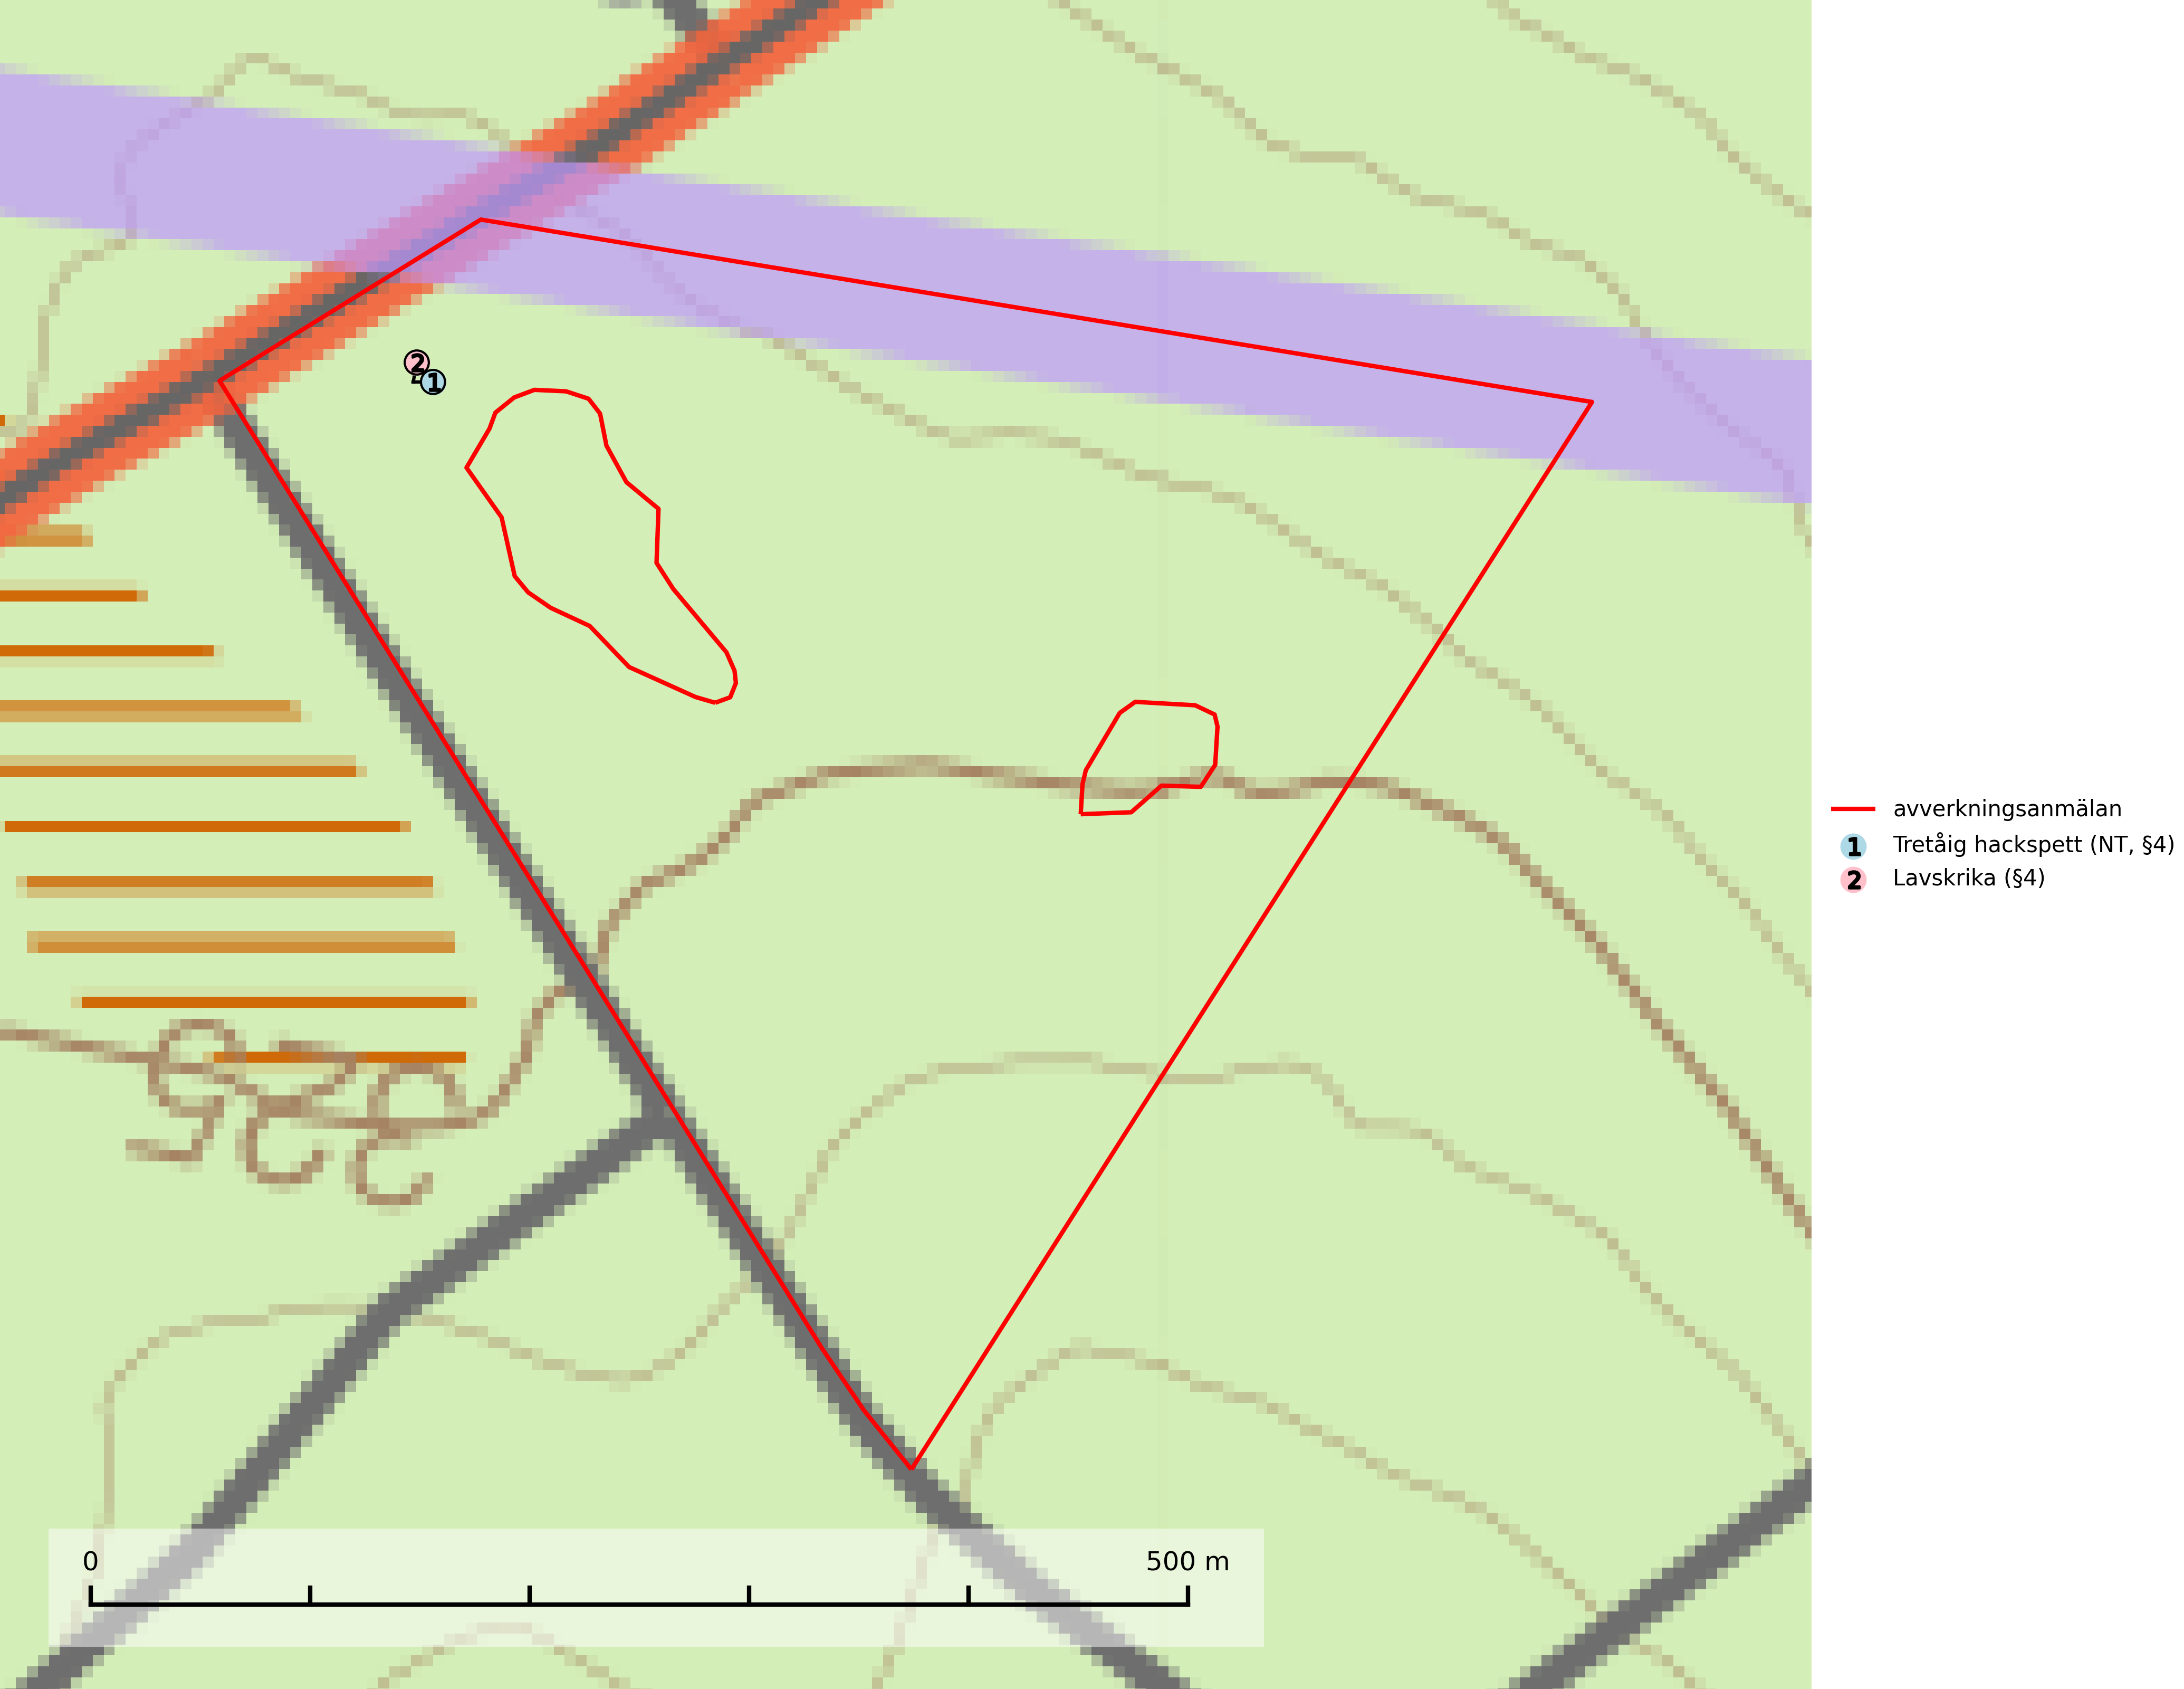 2
1
avverkningsanmälan
1 Tretåig hackspett (NT, §4)
2 Lavskrika (§4)
0 500 m